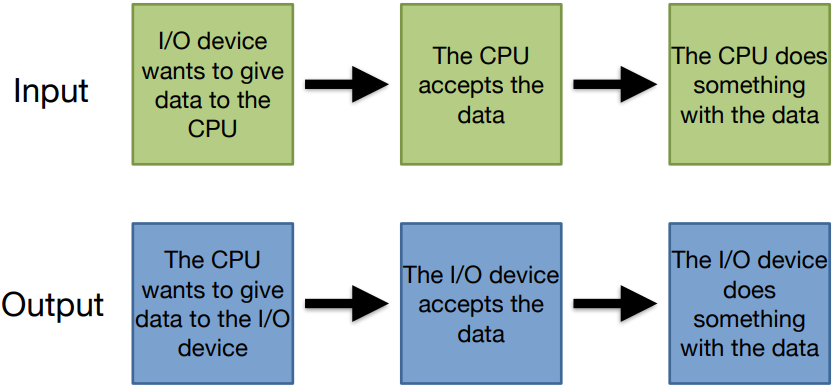 Input
I/O device
wants to give
data to the
CPU
The CPU
accepts the
data
The CPU does
something
with the data
Output
The CPU
wants to give
data to the I/O
device
The I/O device
accepts the
data
The I/O device
does
something
with the data